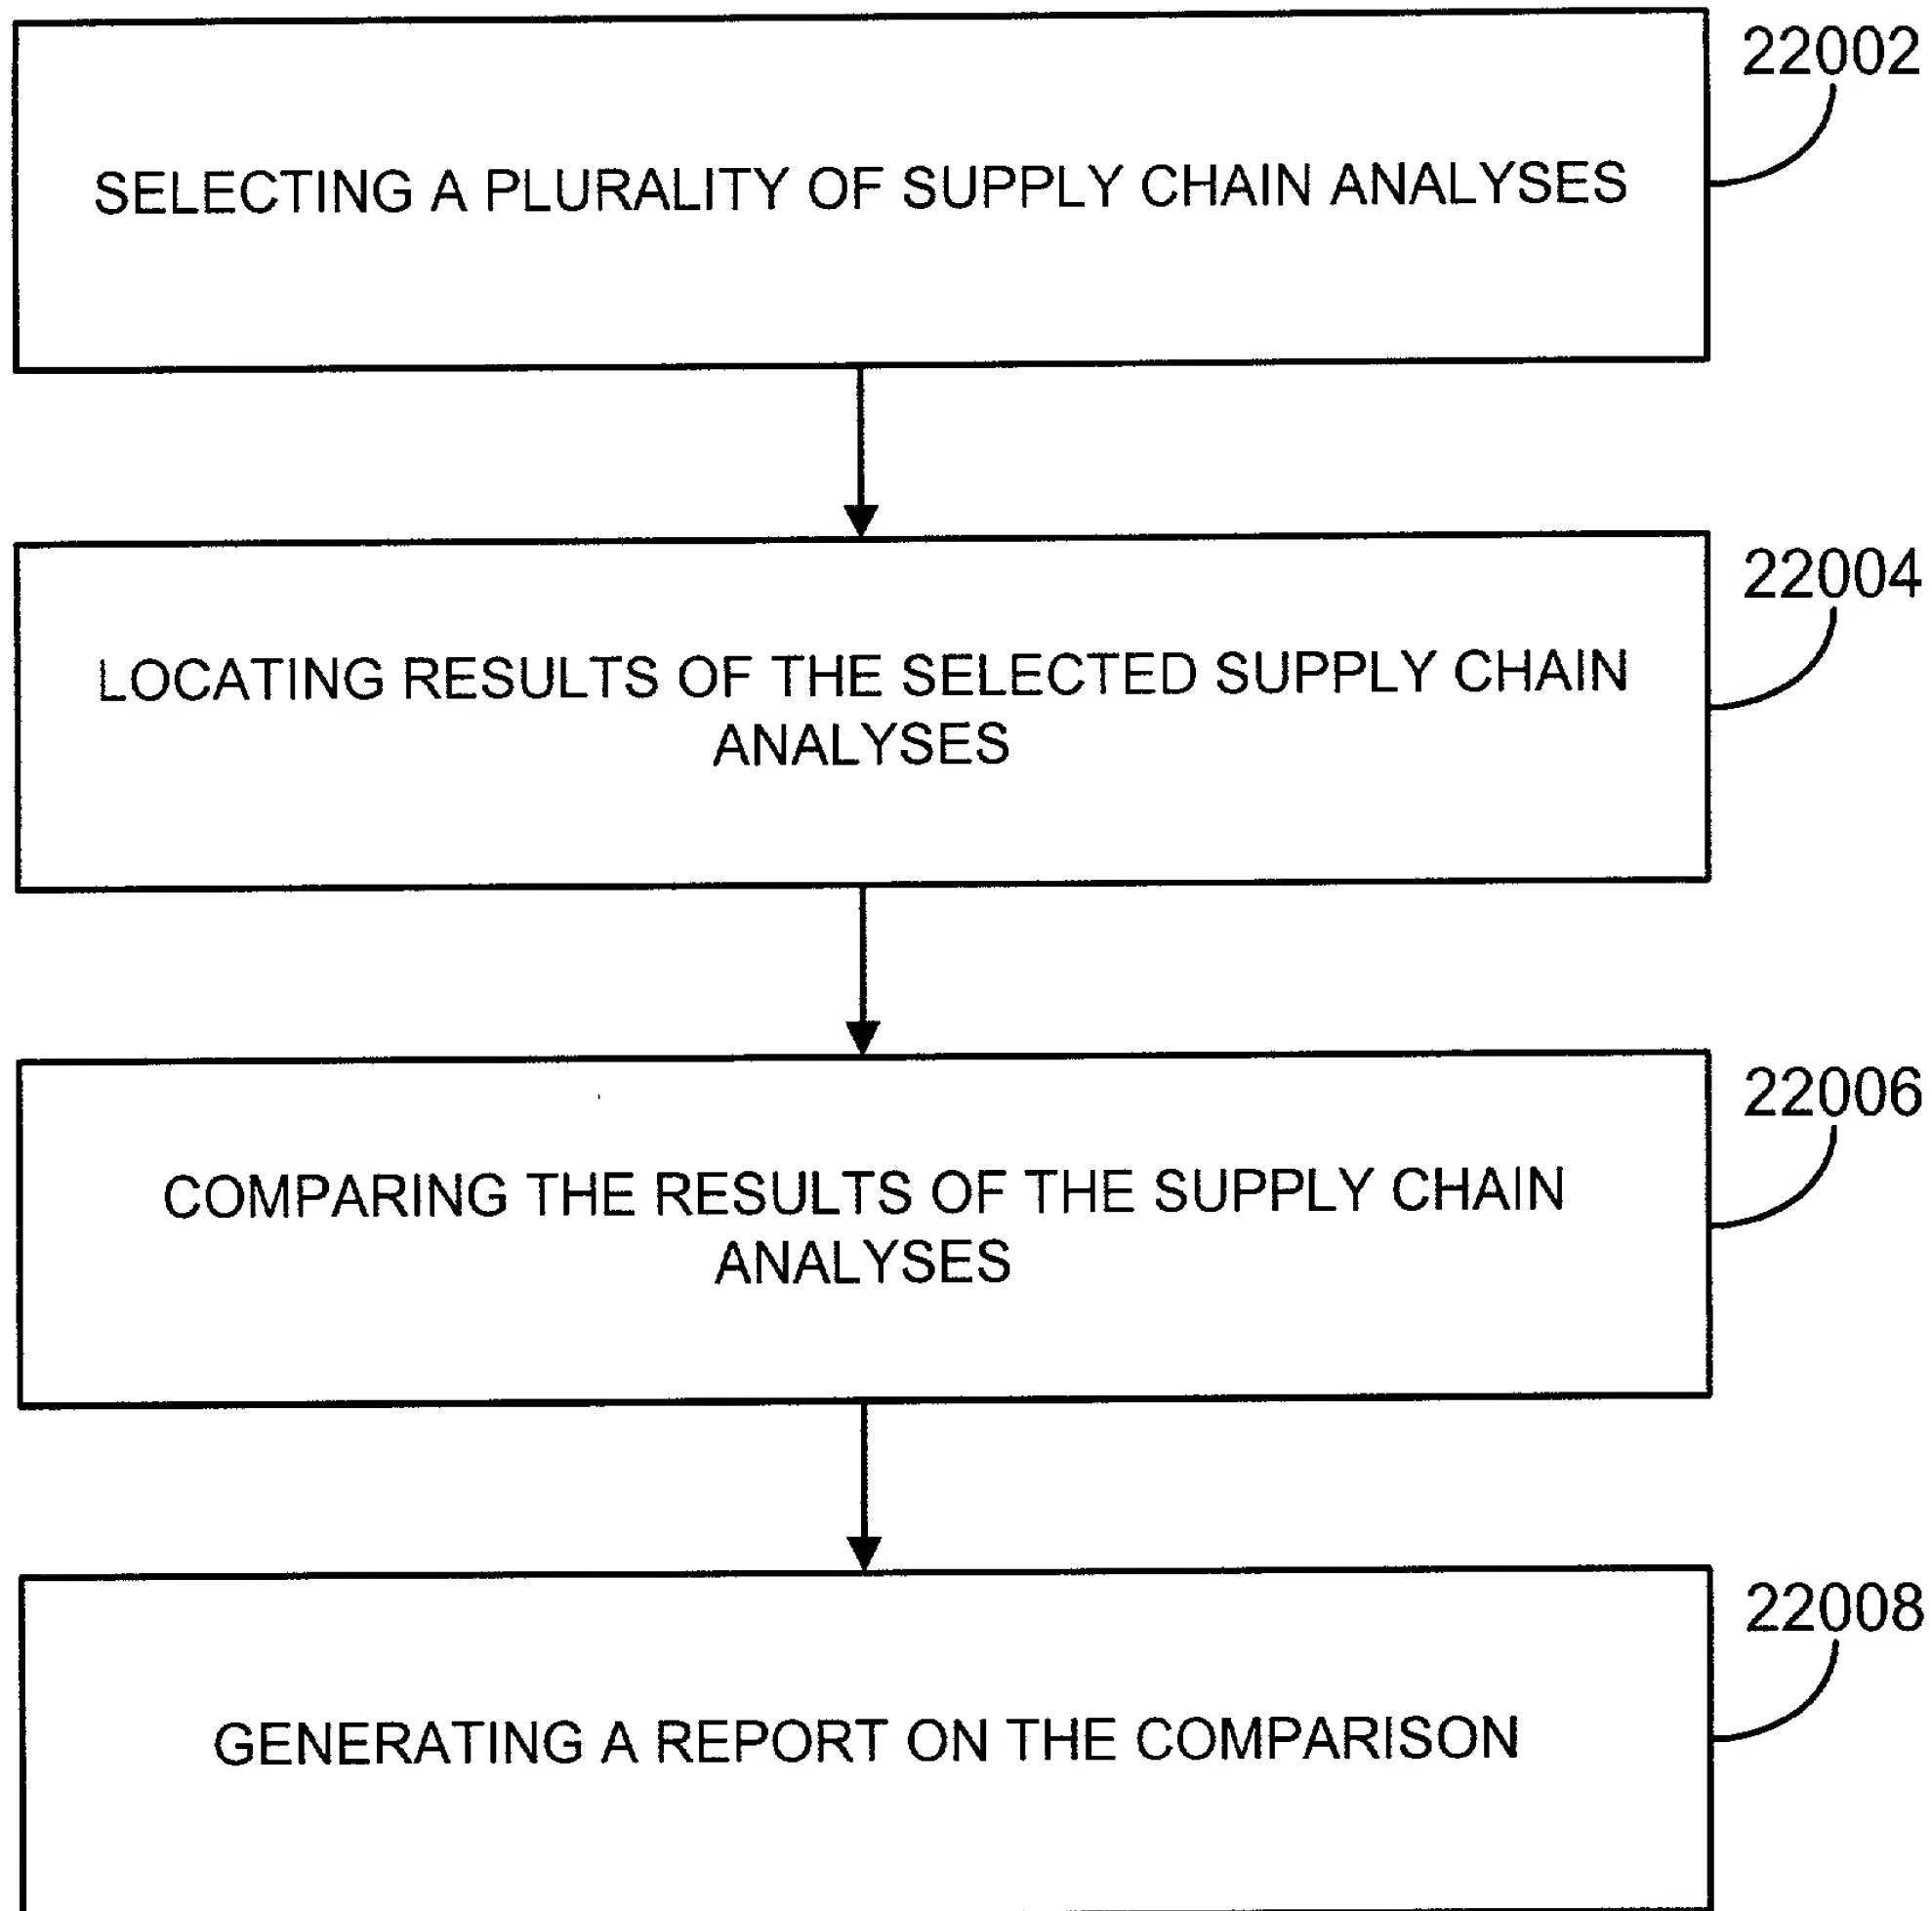 22002
SELECTING A PLURALITY OF SUPPLY CHAIN ANALYSES
22004
LOCATING RESULTS OF THE SELECTED SUPPLY CHAIN
ANALYSES
22006
COMPARING THE RESULTS OF THE SUPPLY CHAIN
ANALYSES
22008
GENERATING A REPORT ON THE COMPARISON